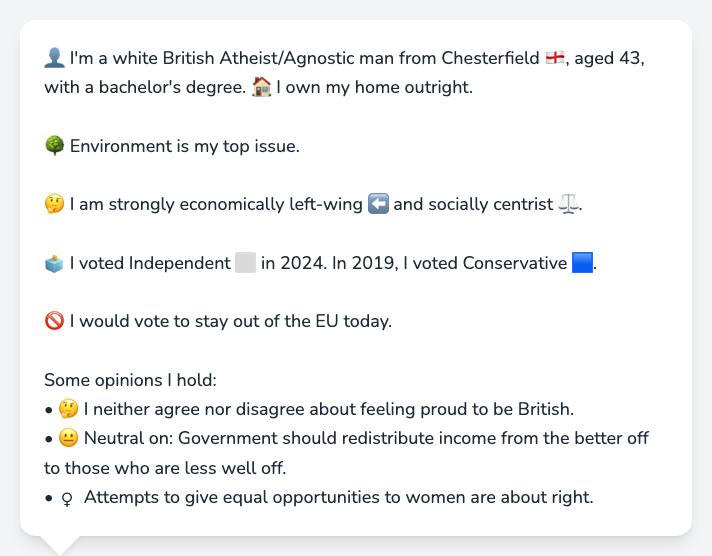 👤 I'm a white British Atheist/Agnostic man from Chesterfield 🏴󠁧󠁢󠁥󠁮󠁧󠁿, aged 43,
with a bachelor's degree. 🏠 I own my home outright.
🌳 Environment is my top issue.
🤔 I am strongly economically left-wing ⬅️ and socially centrist ⚖️.
🗳️ I voted Independent ⬜ in 2024. In 2019, I voted Conservative 🟦.
🚫 I would vote to stay out of the EU today.
Some opinions I hold:
• 🤔 I neither agree nor disagree about feeling proud to be British.
• 😐 Neutral on: Government should redistribute income from the better off
to those who are less well off.
• ♀ Attempts to give equal opportunities to women are about right.